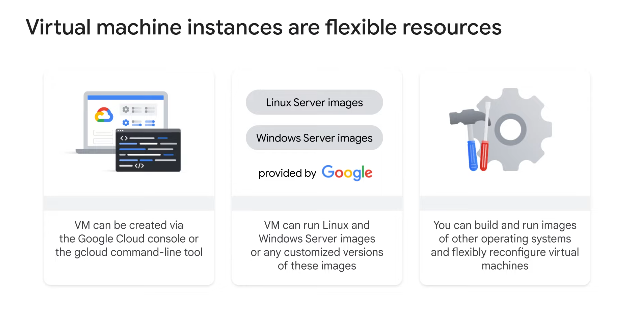 Virtual machine instances are flexible resources
Linux Server images
Windows Server images
provided by Google
VM can be created via
the Google Cloud console or
the gcloud command-line tool
VM can run Linux and
Windows Server images
or any customized versions
of these images
You can build and run images
of other operating systems
and flexibly reconfigure virtual
machines